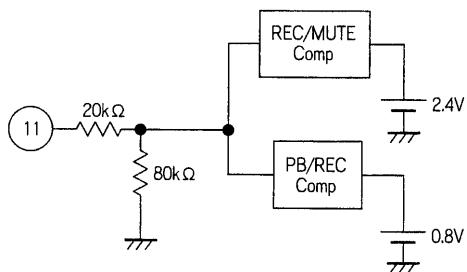 REC/MUTE
Comp
2.4V
11
20kΩ
80kΩ
PB/REC
Comp
0.8V